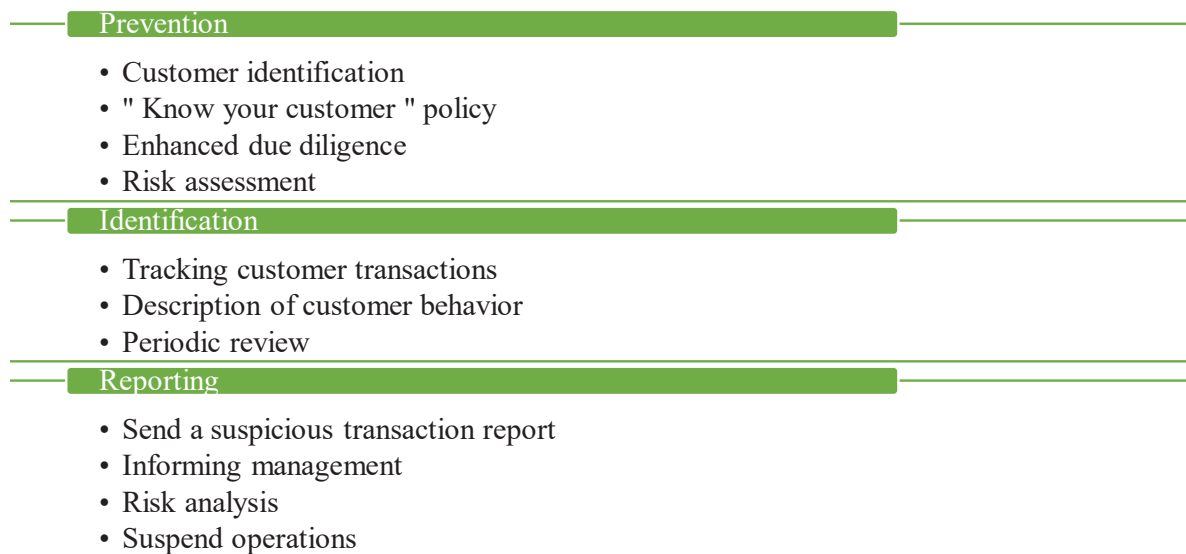 Prevention
• Customer identification
• " Know your customer " policy
• Enhanced due diligence
• Risk assessment
Identification
• Tracking customer transactions
• Description of customer behavior
• Periodic review
Reporting
• Send a suspicious transaction report
• Informing management
• Risk analysis
• Suspend operations